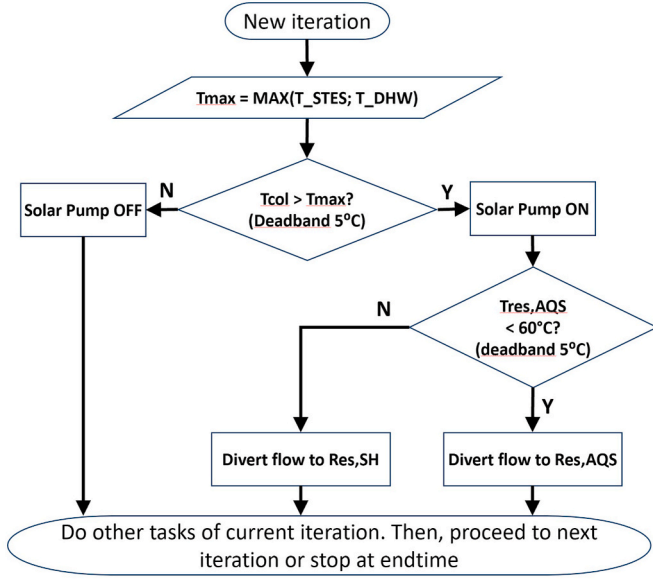 New iteration
Tmax = MAX(T_STES; T_DHW)
N
Y
Tcol > Tmax?
(Deadband 5⁰C)
Solar Pump OFF
Solar Pump ON
N
Tres,AQS
< 60°C?
(deadband 5⁰C)
Y
Divert flow to Res,SH
Divert flow to Res,AQS
Do other tasks of current iteration. Then, proceed to next
iteration or stop at endtime